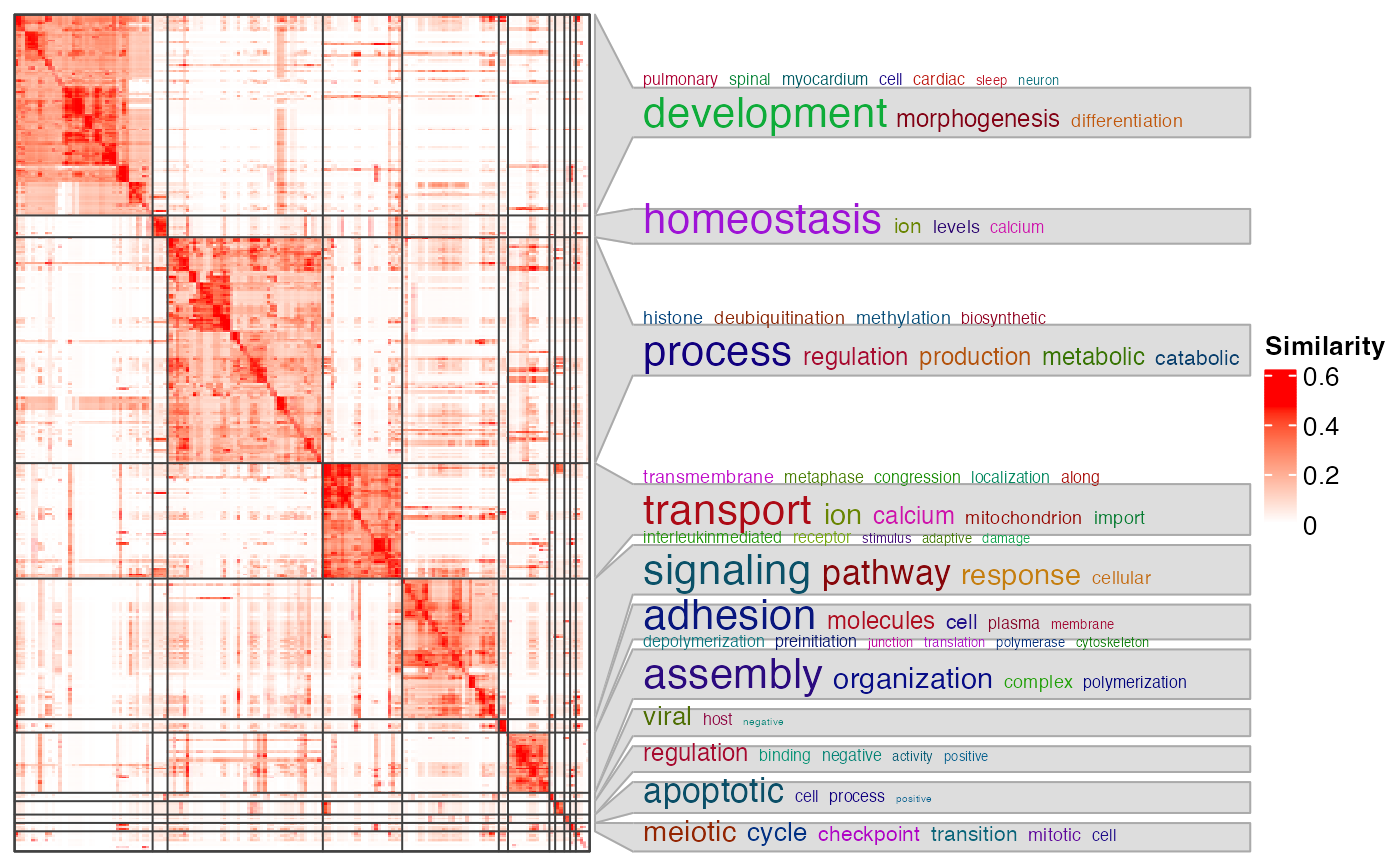 pulmonary spinal myocardium cell cardiac sleep neuron
development morphogenesis differentiation
homeostasis ion levels calcium
histone deubiquitination methylation biosynthetic
process regulation production metabolic catabolic
transmembrane metaphase congression localization along
transport ion calcium mitochondrion import
interleukinmediated receptor stimulus adaptive damage
signaling pathway response cellular
adhesion molecules cell plasma membrane
depolymerization preinitiation junction translation polymerase cytoskeleton
assembly organization complex polymerization
viral host negative
regulation binding negative activity positive
apoptotic cell process positive
meiotic cycle checkpoint transition mitotic cell
Similarity
0.6
0.4
0.2
0